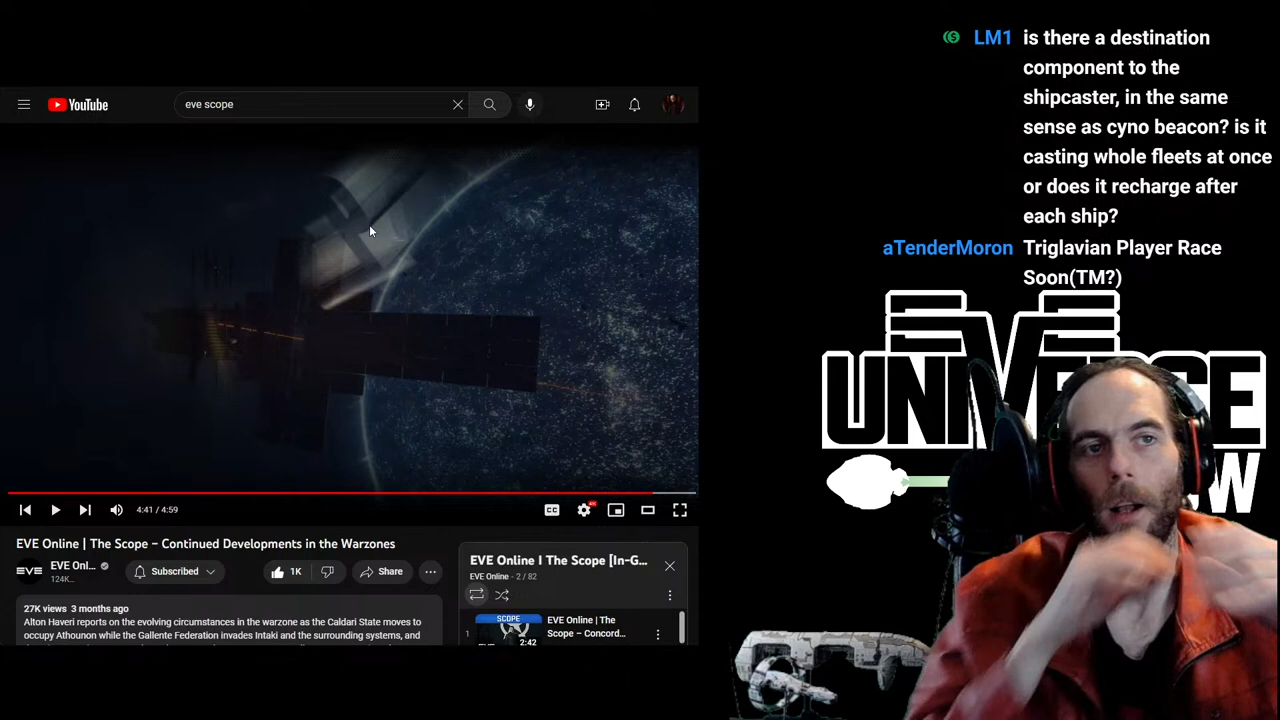 YouTube
eve scope
4:41 / 4:59
CC
EVE Online | The Scope – Continued Developments in the Warzones
EVE
EVE Onl...
124K...
Subscribed
1K
Share
27K views 3 months ago
Alton Haveri reports on the evolving circumstances in the warzone as the Caldari State moves to
occupy Athounon while the Gallente Federation invades Intaki and the surrounding systems, and
EVE Online I The Scope [In-G...
EVE Online - 2 / 82
1
SCOPE
2:42
EVE | The
Scope – Concord...
LM1 is there a destination
component to the
shipcaster, in the same
sense as cyno beacon? is it
casting whole fleets at once
or does it recharge after
each ship?
aTenderMoron Triglavian Player Race
Soon(TM?)
EVE
UNIVERSE